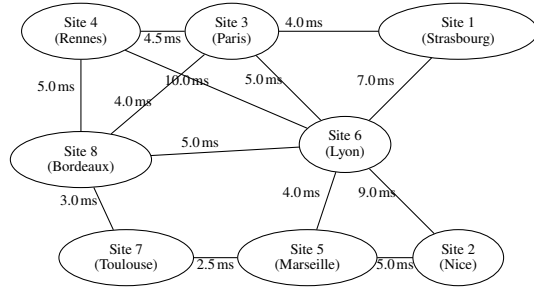 Site 4
(Rennes)
4.5 ms
Site 3
(Paris)
4.0 ms
Site 1
(Strasbourg)
5.0 ms
4.0 ms
10.0 ms
5.0 ms
7.0 ms
Site 8
(Bordeaux)
5.0 ms
Site 6
(Lyon)
3.0 ms
4.0 ms
9.0 ms
Site 7
(Toulouse)
2.5 ms
Site 5
(Marseille)
5.0 ms
Site 2
(Nice)